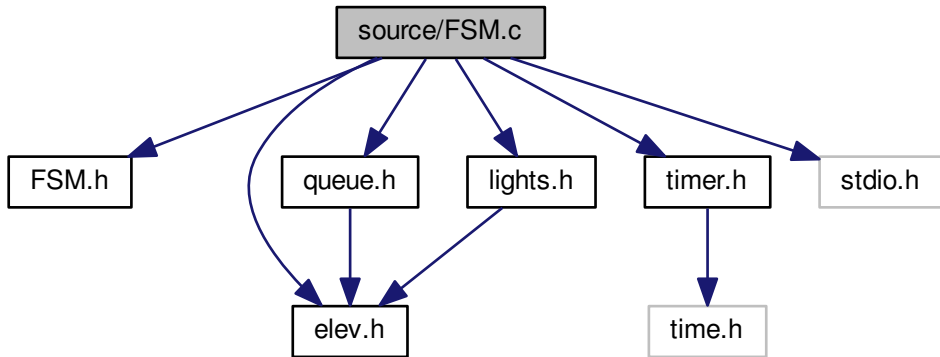 source/FSM.c
FSM.h
queue.h
lights.h
timer.h
stdio.h
elev.h
time.h